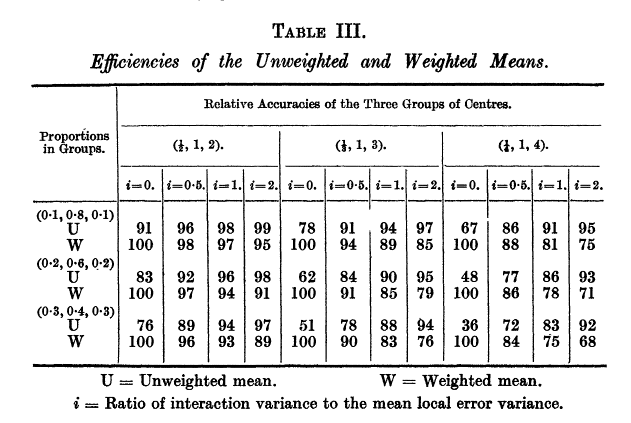 TABLE III.
Efficiencies of the Unweighted and Weighted Means.
Proportions in Groups. Relative Accuracies of the Three Groups of Centres.
(½, 1, 2). (⅓, 1, 3). (¼, 1, 4).
i=0. i=0·5. i=1. i=2. i=0. i=0·5. i=1. i=2. i=0. i=0·5. i=1. i=2.
(0·1, 0·8, 0·1)
U 91 96 98 99 78 91 94 97 67 86 91 95
W 100 98 97 95 100 94 89 85 100 88 81 75
(0·2, 0·6, 0·2)
U 83 92 96 98 62 84 90 95 48 77 86 93
W 100 97 94 91 100 91 85 79 100 86 78 71
(0·3, 0·4, 0·3)
U 76 89 94 97 51 78 88 94 36 72 83 92
W 100 96 93 89 100 90 83 76 100 84 75 68
U = Unweighted mean. W = Weighted mean.
i = Ratio of interaction variance to the mean local error variance.